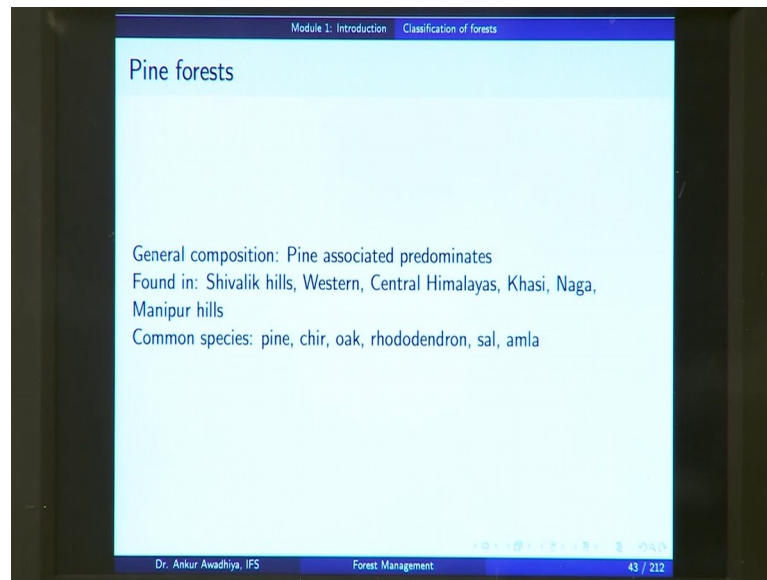 Module 1: Introduction Classification of forests
Pine forests
General composition: Pine associated predominates
Found in: Shivalik hills, Western, Central Himalayas, Khasi, Naga,
Manipur hills
Common species: pine, chir, oak, rhododendron, sal, amla
Dr. Ankur Awadhiya, IFS Forest Management 43 / 212